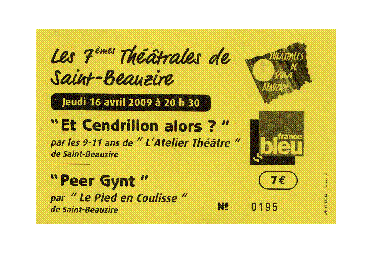 Les 7èmes Théâtrales de
Saint-Beauzire
Jeudi 16 avril 2009 à 20 h 30
"Et Cendrillon alors ? "
par les 9-11 ans de " L'Atelier Théâtre "
de Saint-Beauzire
"Peer Gynt "
par " Le Pied en Coulisse "
de Saint-Beauzire
THÉÂTRALES
france
bleu
7 €
Nº 0195